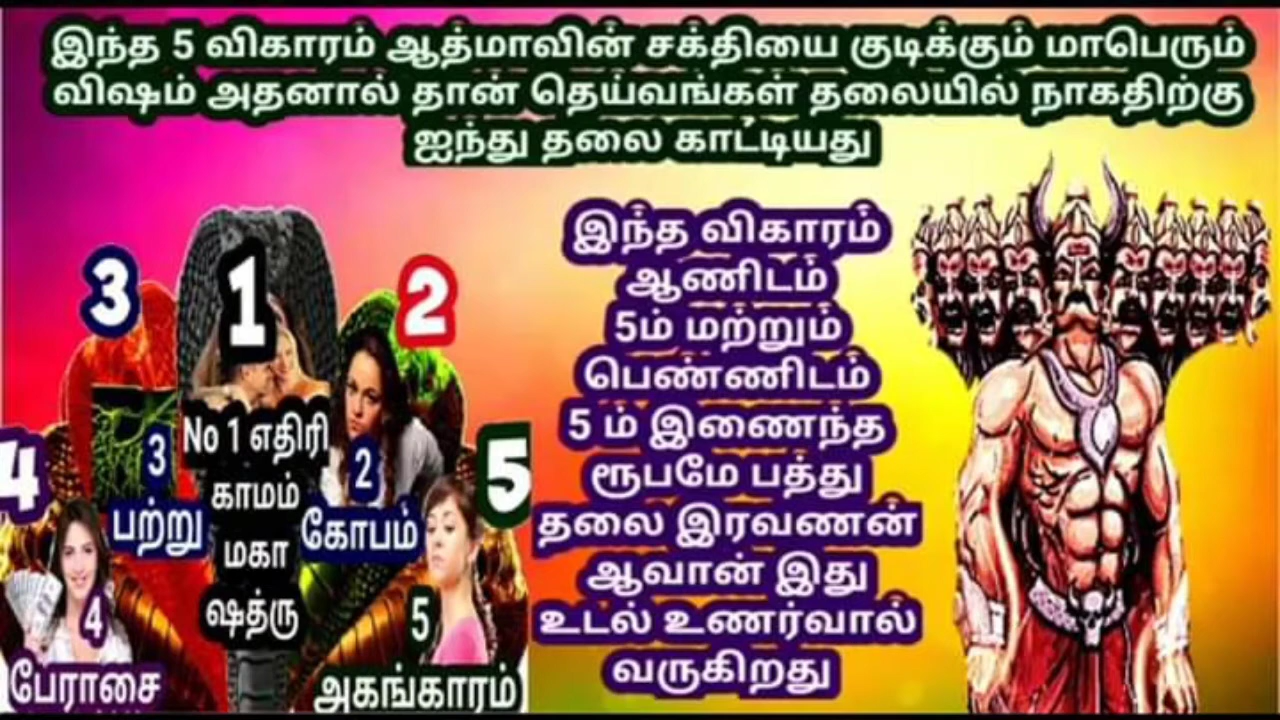 இந்த 5 விகாரம் ஆத்மாவின் சக்தியை குடிக்கும் மாபெரும்
விஷம் அதனால் தான் தெய்வங்கள் தலையில் நாகதிற்கு
ஐந்து தலை காட்டியது
இந்த விகாரம்
ஆணிடம்
5ம் மற்றும்
பெண்ணிடம்
5 ம் இணைந்த
ரூபமே பத்து
தலை இரவணன்
ஆவான் இது
உடல் உணர்வால்
வருகிறது
1
No 1 எதிரி
காமம்
மகா
ஷத்ரு
2
2
கோபம்
3
3
பற்று
4
4
பேராசை
5
5
அகங்காரம்